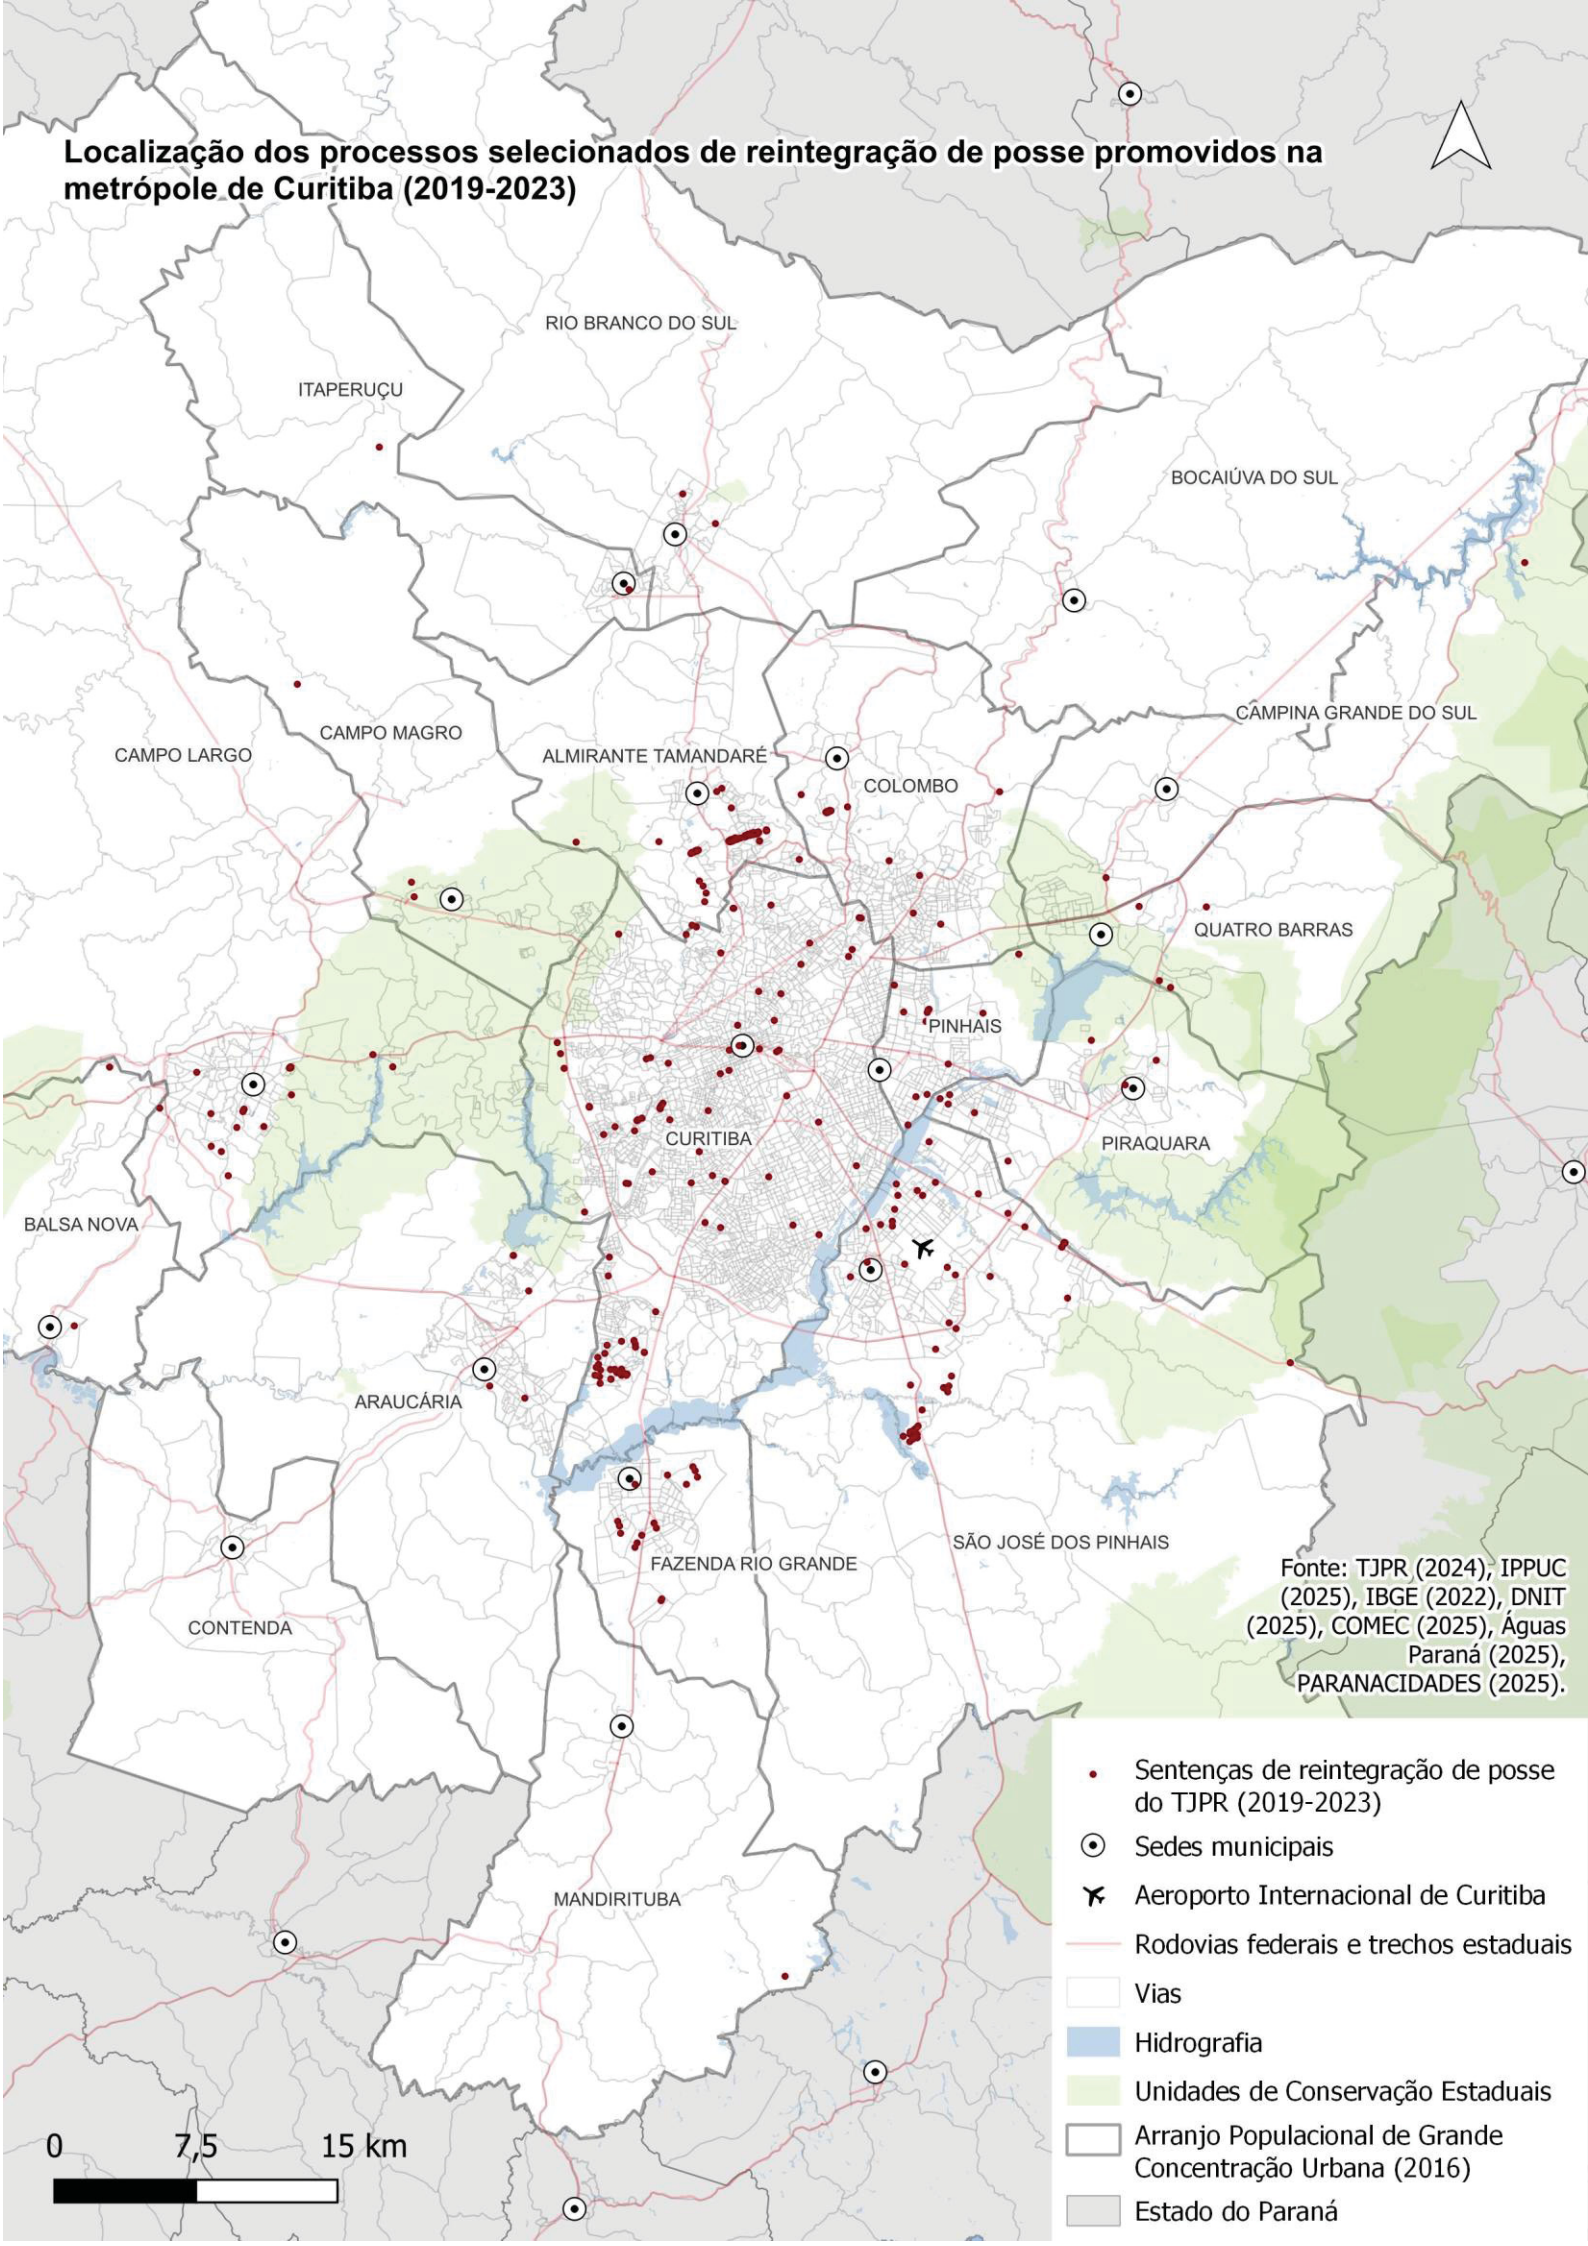 Localização dos processos selecionados de reintegração de posse promovidos na
metrópole de Curitiba (2019-2023)
RIO BRANCO DO SUL
ITAPERUÇU
BOCAIÚVA DO SUL
CAMPINA GRANDE DO SUL
CAMPO MAGRO
CAMPO LARGO
ALMIRANTE TAMANDARÉ
COLOMBO
QUATRO BARRAS
PINHAIS
CURITIBA
PIRAQUARA
BALSA NOVA
ARAUCÁRIA
SÃO JOSÉ DOS PINHAIS
FAZENDA RIO GRANDE
CONTENDA
MANDIRITUBA
Fonte: TJPR (2024), IPPUC
(2025), IBGE (2022), DNIT
(2025), COMEC (2025), Águas
Paraná (2025),
PARANACIDADES (2025).
Sentenças de reintegração de posse
do TJPR (2019-2023)
Sedes municipais
Aeroporto Internacional de Curitiba
Rodovias federais e trechos estaduais
Vias
Hidrografia
Unidades de Conservação Estaduais
Arranjo Populacional de Grande
Concentração Urbana (2016)
Estado do Paraná
0 7,5 15 km